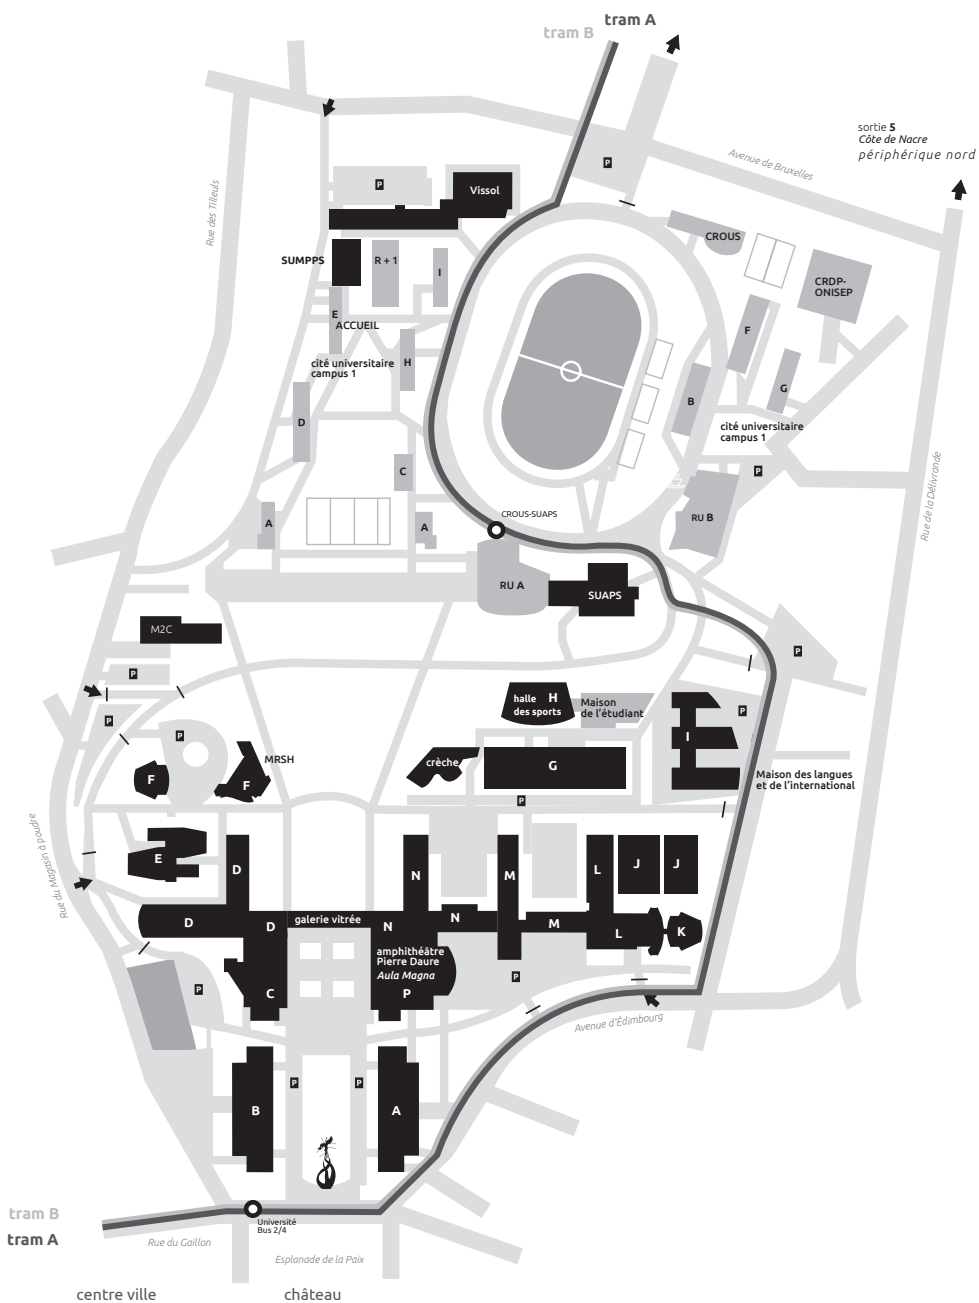 tram A
tram B
sortie 5
Côte de Nacre
périphérique nord
Avenue de Bruxelles
P
P
Vissol
Rue des Tilleuls
CROUS
SUMPPS
R + 1
I
CRDP-
ONISEP
E
ACCUEIL
F
cité universitaire
campus 1
H
G
B
D
cité universitaire
campus 1
C
P
Rue de la Délivrande
A
A
CROUS-SUAPS
RU B
RU A
SUAPS
M2C
P
P
halle H
des sports
Maison
de l'étudiant
P
P
I
P
MRSH
crèche
G
F
F
Maison des langues
et de l'international
P
Rue du Magasin à poudre
E
D
N
M
L
J
J
D
D
galerie vitrée
N
N
M
L
K
amphithéâtre
Pierre Daure
Aula Magna
P
P
C
P
Avenue d'Édimbourg
P
P
B
A
tram B
tram A
Université
Bus 2/4
Rue du Gaillon
Esplanade de la Paix
centre ville
château